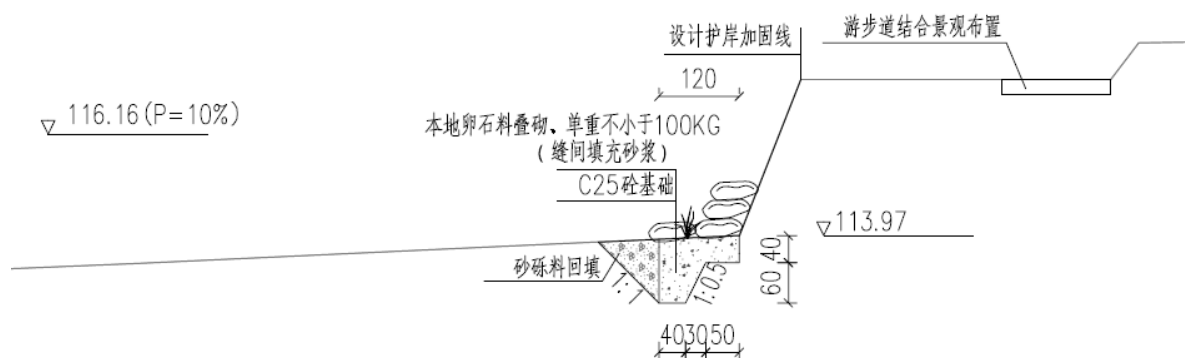 设计护岸加固线
游步道结合景观布置
120
116.16(P=10%)
本地卵石料叠砌、单重不小于100KG
(缝间填充砂浆)
C25砼基础
113.97
40
60
砂砾料回填
1:1
1:0.5
40 30 50